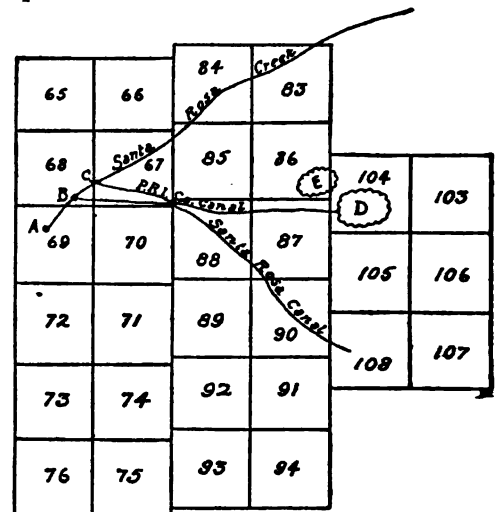 84
Santa Rosa Creek
83
65 66
68 67 85 86 E 104 103
C
B
P.R.I. Co. Canal
D
A
69 70 88 87 105 106
Santa Rosa Canal
72 71 89 90
108 107
73 74 92 91
76 75 93 94